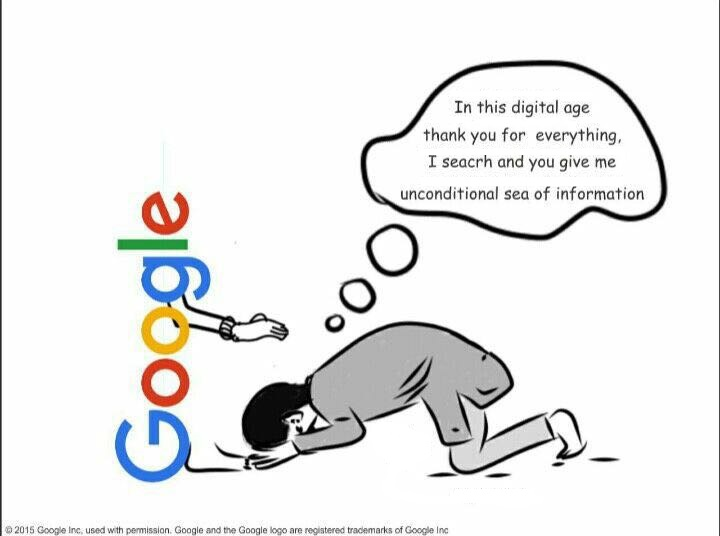 In this digital age
thank you for everything,
I seacrh and you give me
unconditional sea of information
Google
© 2015 Google Inc, used with permission. Google and the Google logo are registered trademarks of Google Inc